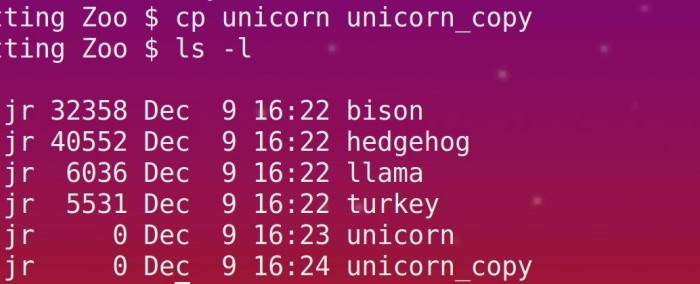 tting Zoo $ cp unicorn unicorn_copy
tting Zoo $ ls -l
jr 32358 Dec  9 16:22 bison
jr 40552 Dec  9 16:22 hedgehog
jr  6036 Dec  9 16:22 llama
jr  5531 Dec  9 16:22 turkey
jr     0 Dec  9 16:23 unicorn
jr     0 Dec  9 16:24 unicorn_copy